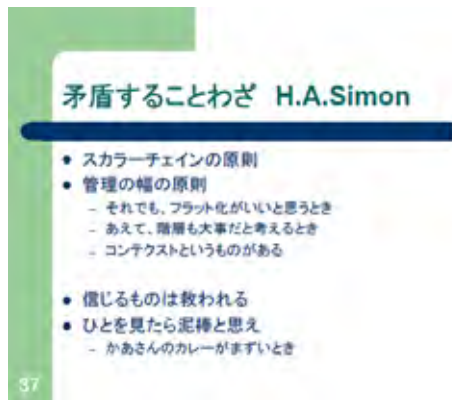 矛盾することわざ H.A.Simon
● スカラーチェインの原則
● 管理の幅の原則
– それでも、フラット化がいいと思うとき
– あえて、階層も大事だと考えるとき
– コンテクストというものがある
● 信じるものは救われる
● ひとを見たら泥棒と思え
– かあさんのカレーがまずいとき
37